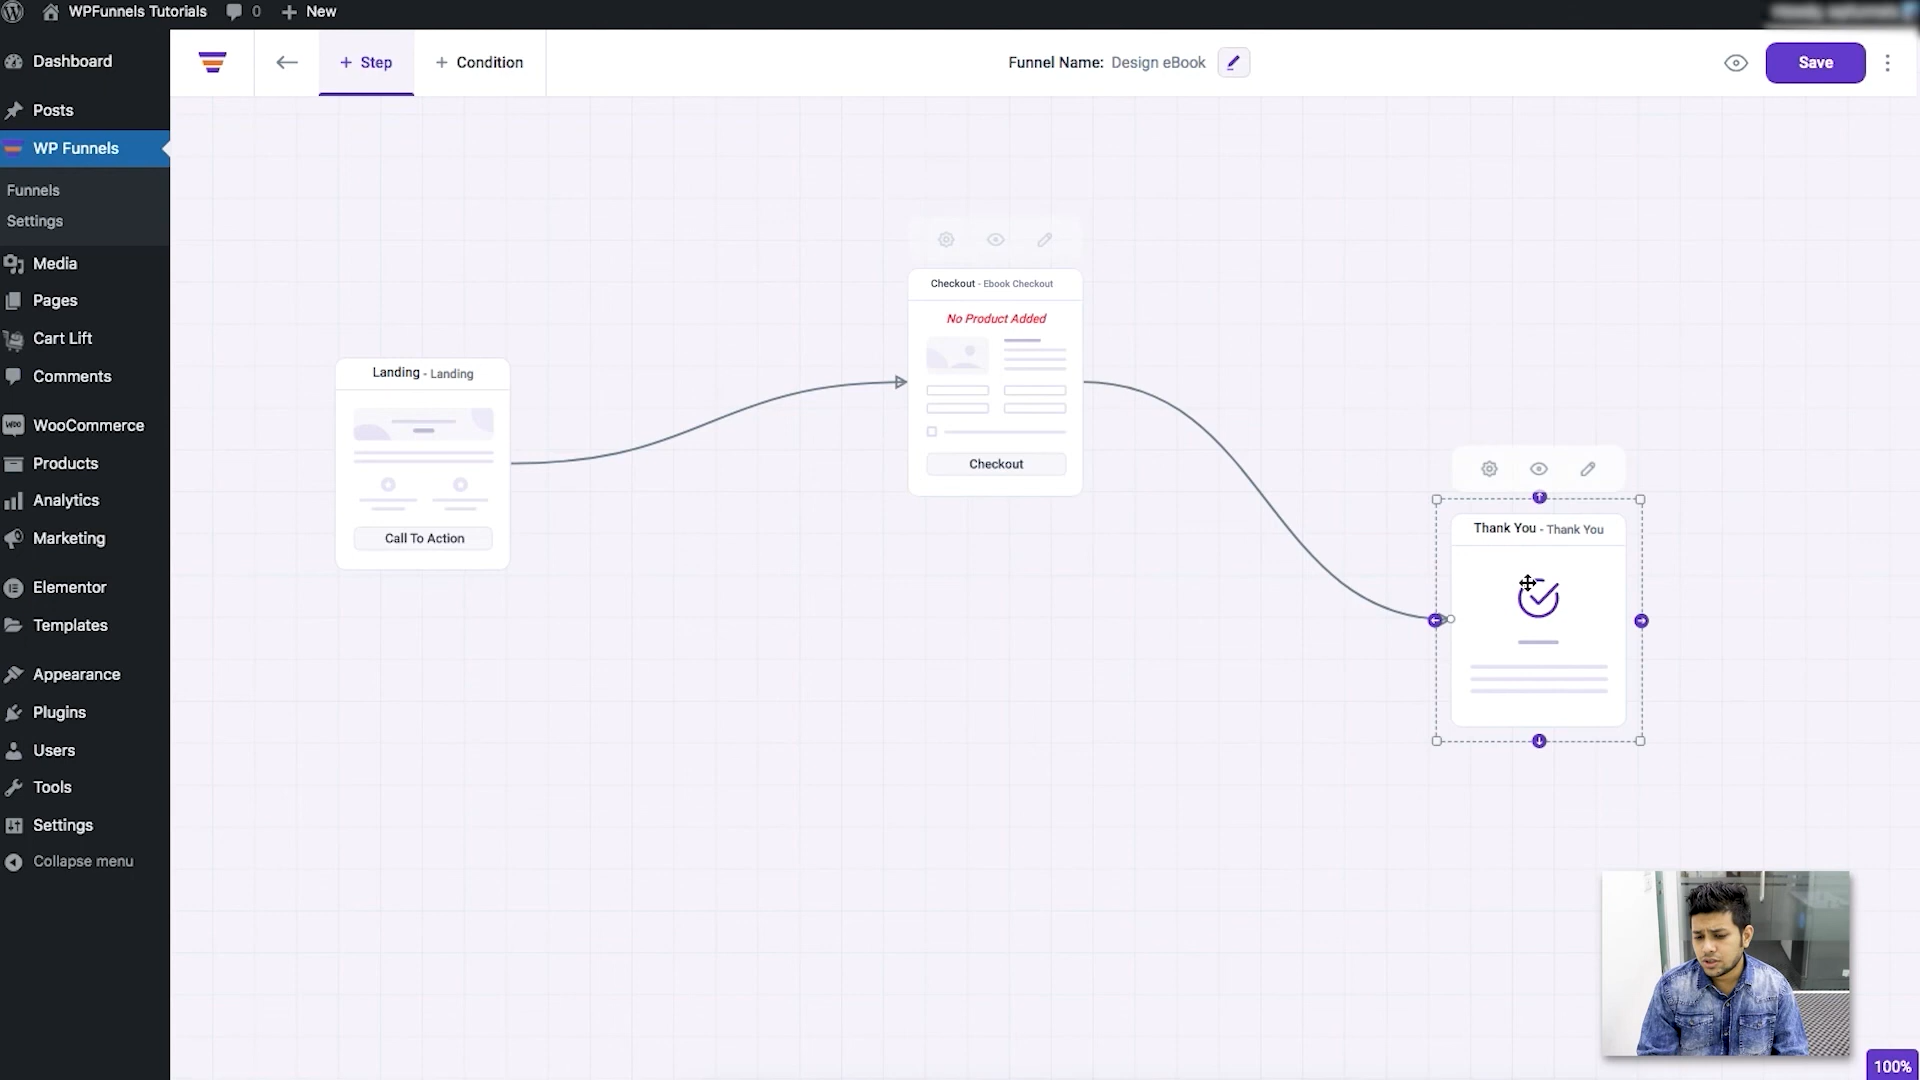 WPFunnels Tutorials 0 New
Dashboard
Posts
WP Funnels
Funnels
Settings
Media
Pages
Cart Lift
Comments
WooCommerce
Products
Analytics
Marketing
Elementor
Templates
Appearance
Plugins
Users
Tools
Settings
Collapse menu
+ Step + Condition
Funnel Name: Design eBook
Save
Landing - Landing
Call To Action
Checkout - Ebook Checkout
No Product Added
Checkout
Thank You - Thank You
100%